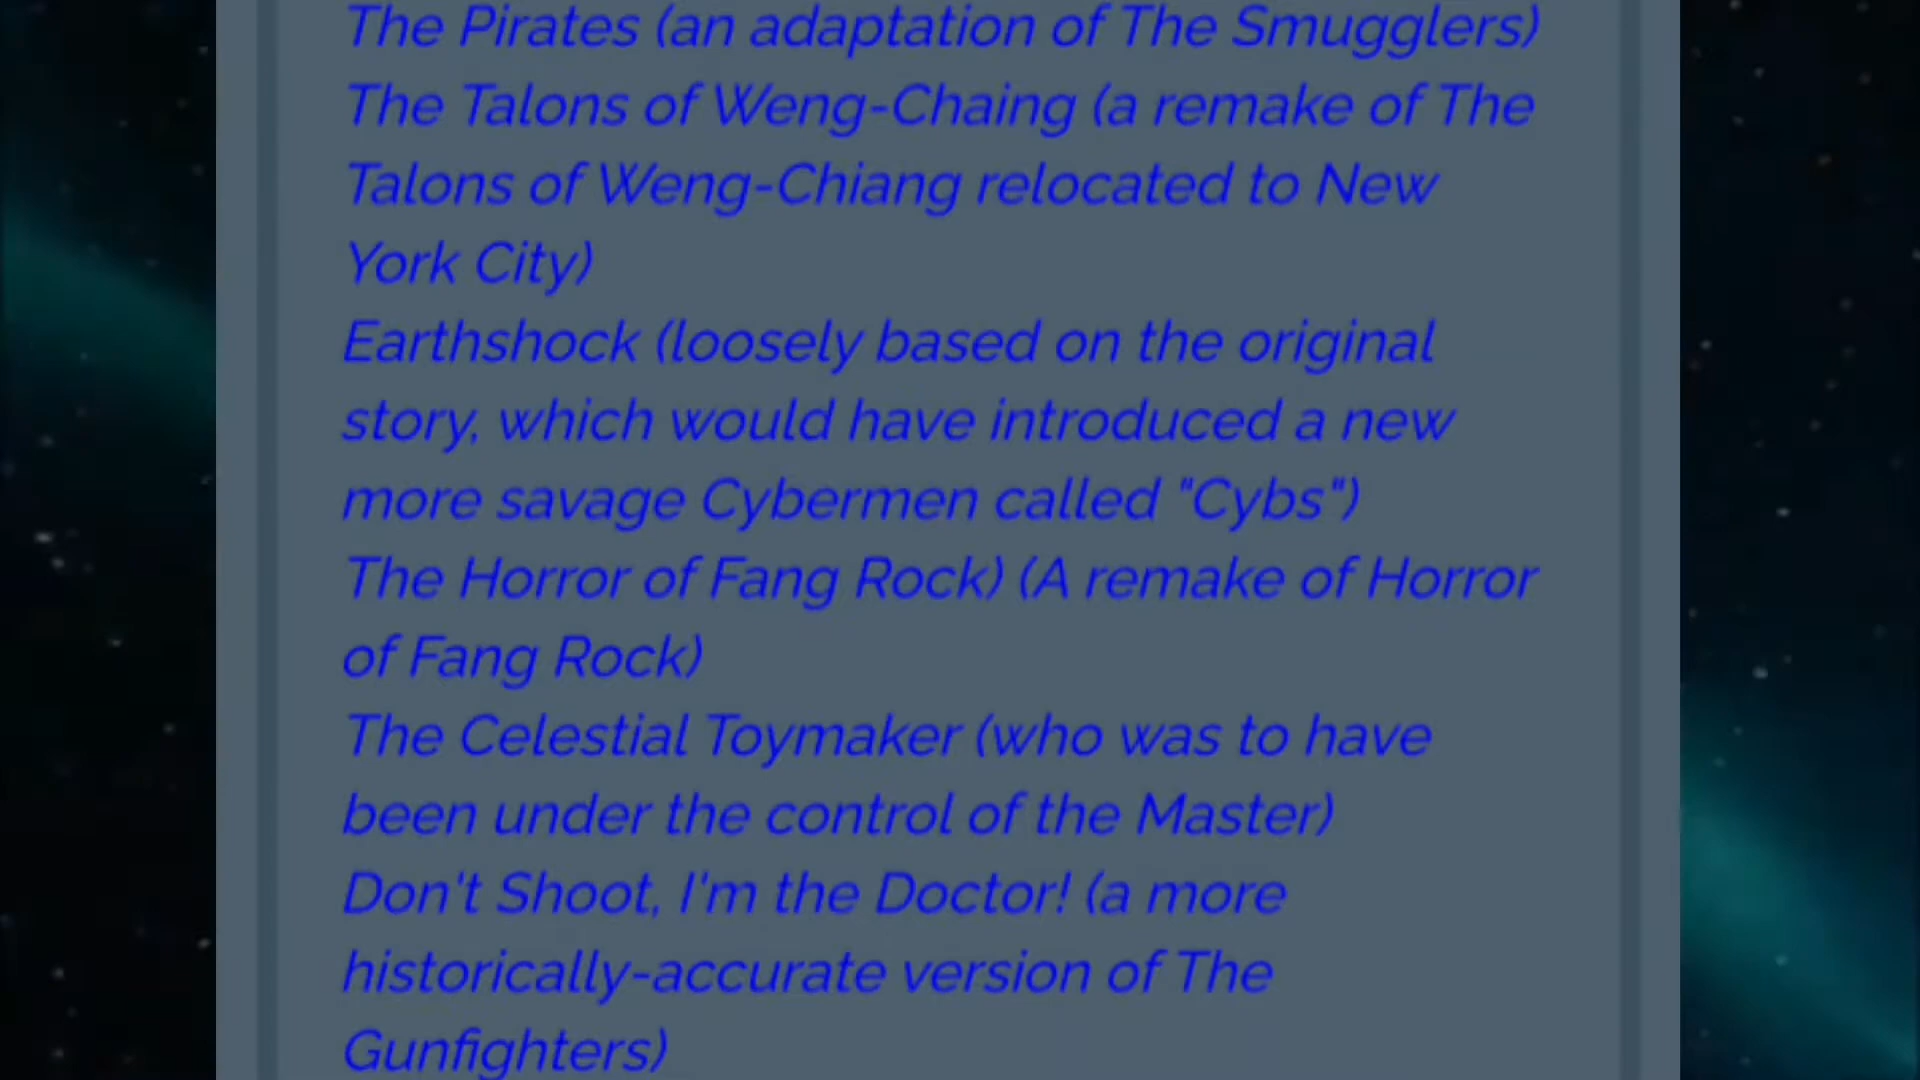 The Pirates (an adaptation of The Smugglers)
The Talons of Weng-Chaing (a remake of The
Talons of Weng-Chiang relocated to New
York City)
Earthshock (loosely based on the original
story, which would have introduced a new
more savage Cybermen called "Cybs")
The Horror of Fang Rock) (A remake of Horror
of Fang Rock)
The Celestial Toymaker (who was to have
been under the control of the Master)
Don't Shoot, I'm the Doctor! (a more
historically-accurate version of The
Gunfighters)